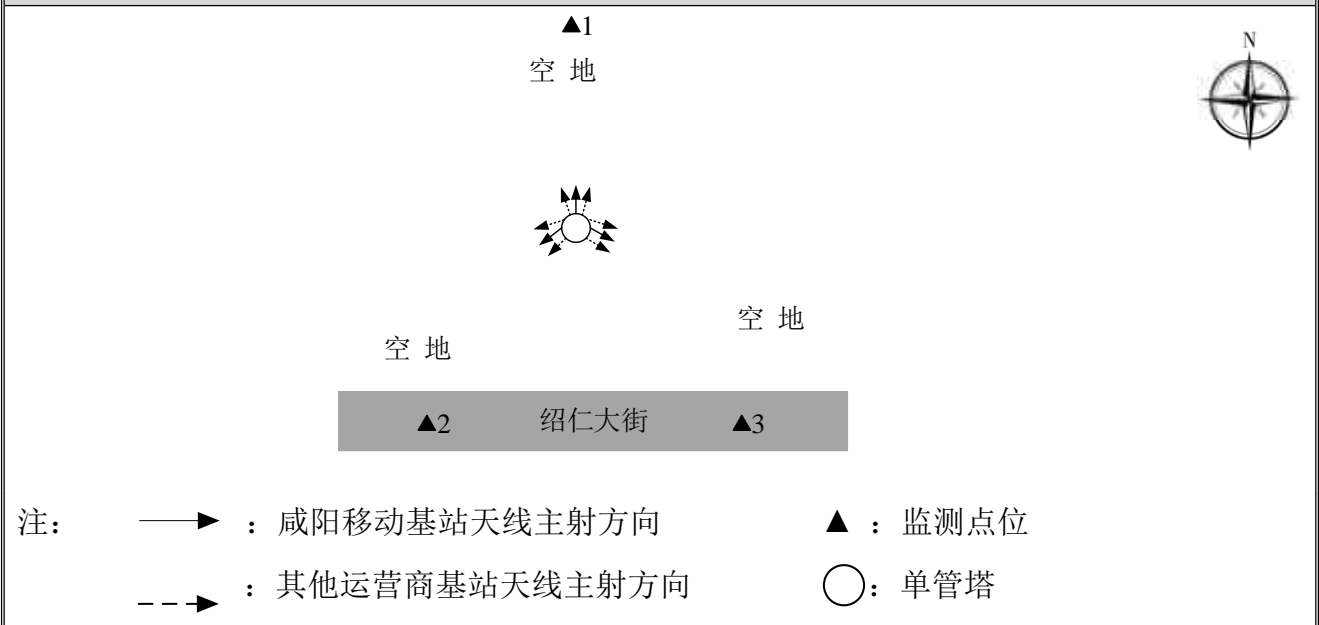 ▲1
N
空 地
空 地
空 地
▲2 绍仁大街 ▲3
注： ：咸阳移动基站天线主射方向 ▲ ：监测点位
：其他运营商基站天线主射方向 ：单管塔